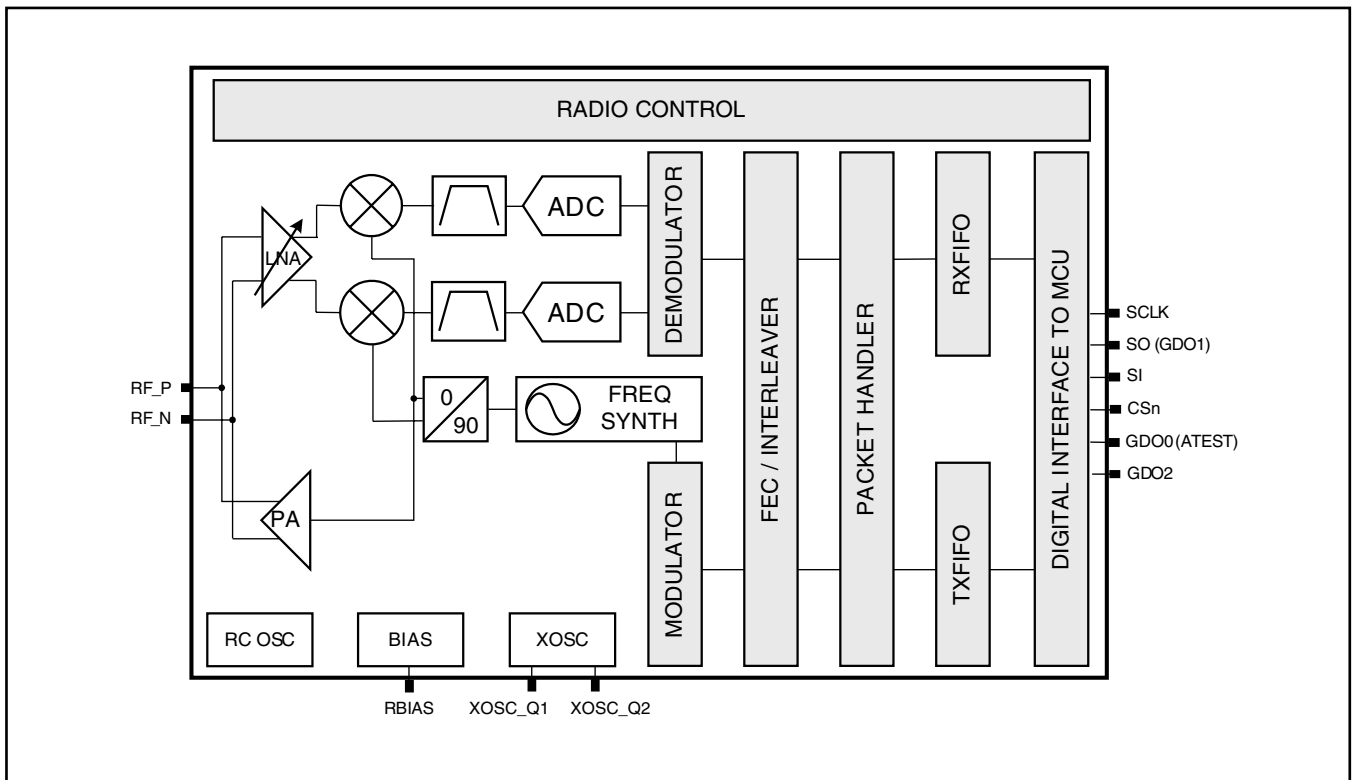 RADIO CONTROL
LNA
ADC
ADC
DEMODULATOR
FEC / INTERLEAVER
PACKET HANDLER
RXFIFO
DIGITAL INTERFACE TO MCU
SCLK
SO (GDO1)
SI
CSn
GDO0 (ATEST)
GDO2
RF_P
RF_N
0
90
FREQ
SYNTH
PA
MODULATOR
TXFIFO
RC OSC
BIAS
XOSC
RBIAS
XOSC_Q1
XOSC_Q2